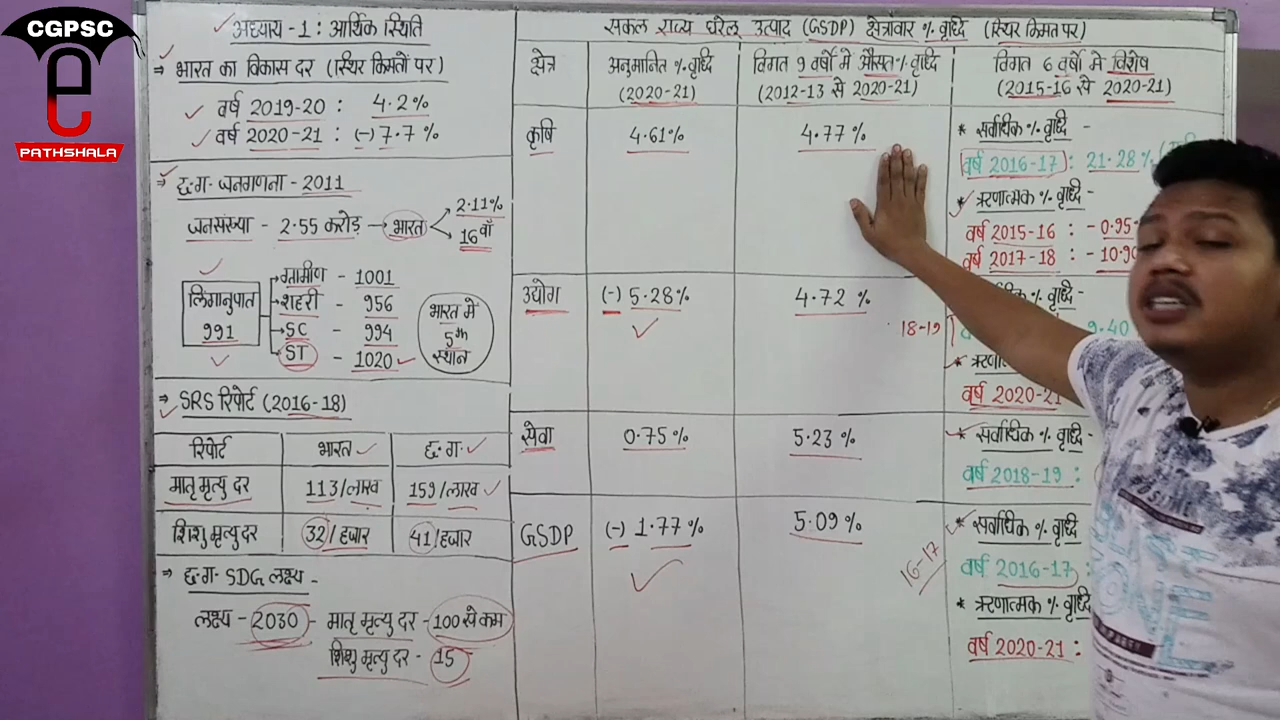 CGPSC
e
PATHSHALA
अध्याय - 1 : आर्थिक स्थिति
⇒ भारत का विकास दर (स्थिर किमतों पर)
वर्ष 2019-20 : 4.2%
वर्ष 2020-21 : (-) 7.7 %
⇒ छ.ग. जनगणना - 2011
जनसंख्या - 2.55 करोड़ → भारत
2.11%
16 वाँ
लिंगानुपात
991
ग्रामीण - 1001
शहरी - 956
SC - 994
ST - 1020
भारत में
5th
स्थान
⇒ SRS रिपोर्ट (2016-18)
रिपोर्ट भारत छ.ग.
मातृ मृत्यु दर 113/लाख 159/लाख
शिशु मृत्यु दर 32/हजार 41/हजार
⇒ छ.ग. SDG लक्ष्य -
लक्ष्य - 2030 - मातृ मृत्यु दर - 100 से कम
शिशु मृत्यु दर - 15
सकल राज्य घरेलू उत्पाद (GSDP) क्षेत्रावार % वृध्दि (स्थिर किमत पर)
क्षेत्र अनुमानित % वृध्दि विगत 9 वर्षों मे औसत % वृध्दि विगत 6 वर्षो मे विशेष
(2020-21) (2012-13 से 2020-21) (2015-16 से 2020-21)
कृषि 4.61% 4.77 %
* सर्वाधिक % वृध्दि -
वर्ष 2016-17 : 21.28 %
* ऋणात्मक % वृध्दि -
वर्ष 2015-16 : - 0.95
वर्ष 2017-18 : - 10.90
उद्योग (-) 5.28% 4.72 %
% वृध्दि -
18-19 9.40
वर्ष 2020-21
सेवा 0.75 % 5.23 %
* सर्वाधिक % वृध्दि -
वर्ष 2018-19 :
GSDP (-) 1.77 % 5.09 %
* सर्वाधिक % वृध्दि
16-17
वर्ष 2016-17
* ऋणात्मक % वृध्दि
वर्ष 2020-21 :